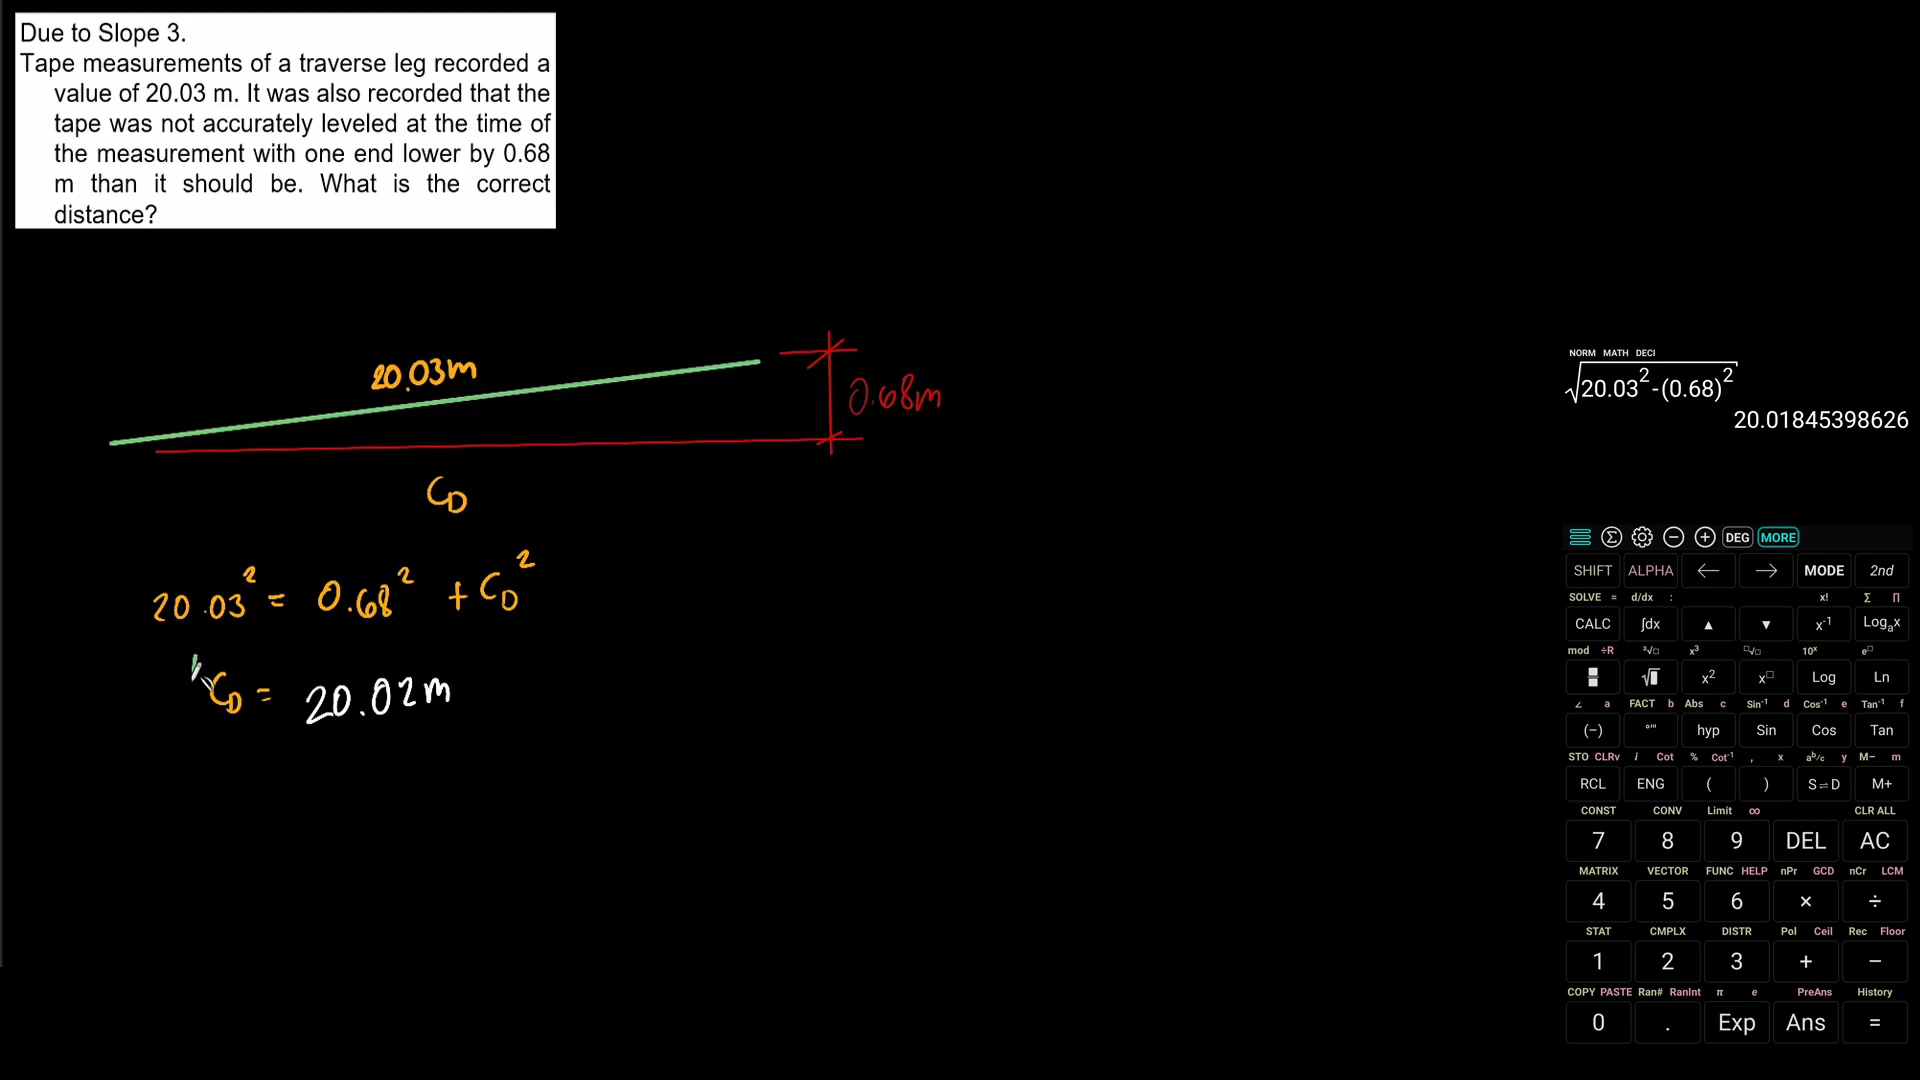 Due to Slope 3.
Tape measurements of a traverse leg recorded a
value of 20.03 m. It was also recorded that the
tape was not accurately leveled at the time of
the measurement with one end lower by 0.68
m than it should be. What is the correct
distance?
20.03m
0.68m
C_D
20.03² = 0.68² + C_D²
C_D = 20.02m
NORM MATH DECI
√20.03²-(0.68)²
20.01845398626
DEG MORE
SHIFT ALPHA ← → MODE 2nd
SOLVE = d/dx : x! Σ Π
CALC ∫dx ▲ ▼ x⁻¹ Logₐx
mod ÷R ³√□ x³ □√□ 10ˣ e□
√ x² x□ Log Ln
∠ a FACT b Abs c Sin⁻¹ d Cos⁻¹ e Tan⁻¹ f
(−) °''' hyp Sin Cos Tan
STO CLRv i Cot % Cot⁻¹ , x aᵇ/c y M− m
RCL ENG ( ) S⇌D M+
CONST CONV Limit ∞ CLR ALL
7 8 9 DEL AC
MATRIX VECTOR FUNC HELP nPr GCD nCr LCM
4 5 6 × ÷
STAT CMPLX DISTR Pol Ceil Rec Floor
1 2 3 + −
COPY PASTE Ran# RanInt π e PreAns History
0 . Exp Ans =